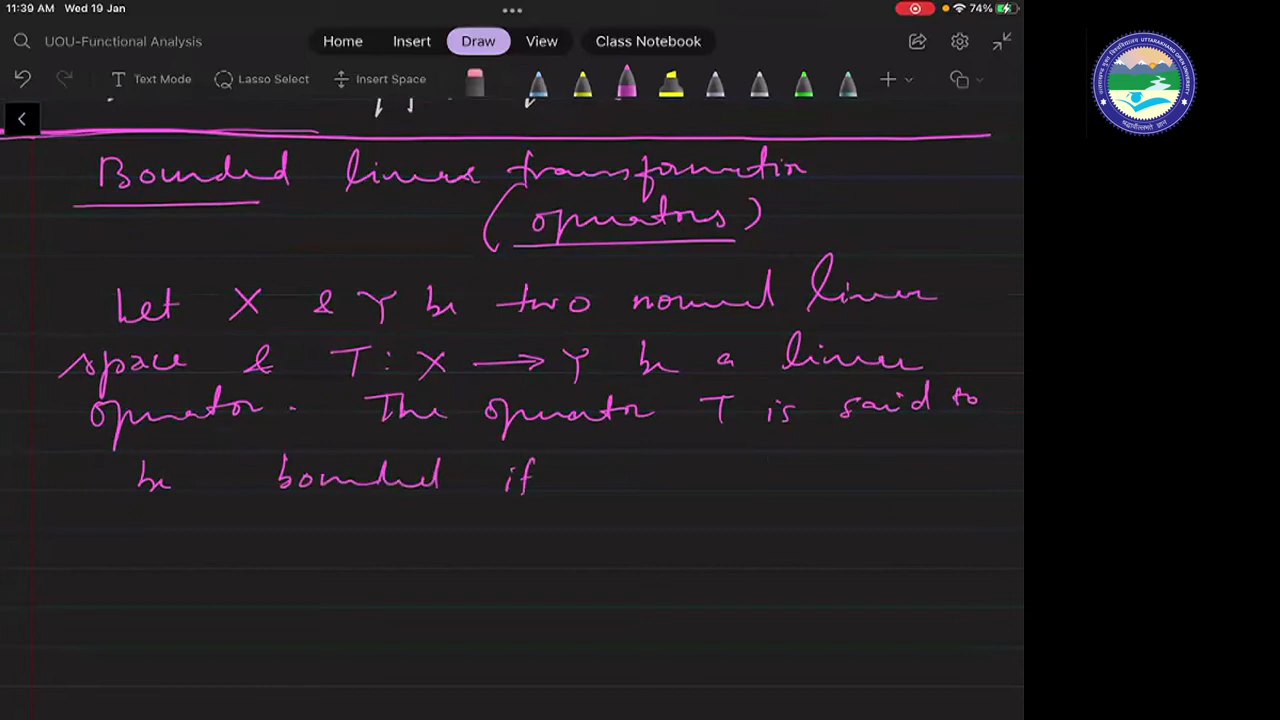 11:39 AM Wed 19 Jan
74%
UOU-Functional Analysis
Home Insert Draw View Class Notebook
Text Mode Lasso Select Insert Space
Bounded linear transformation
(operators)
Let X & Y be two normed linear
space & T: X → Y be a linear
operator. The operator T is said to
be bounded if